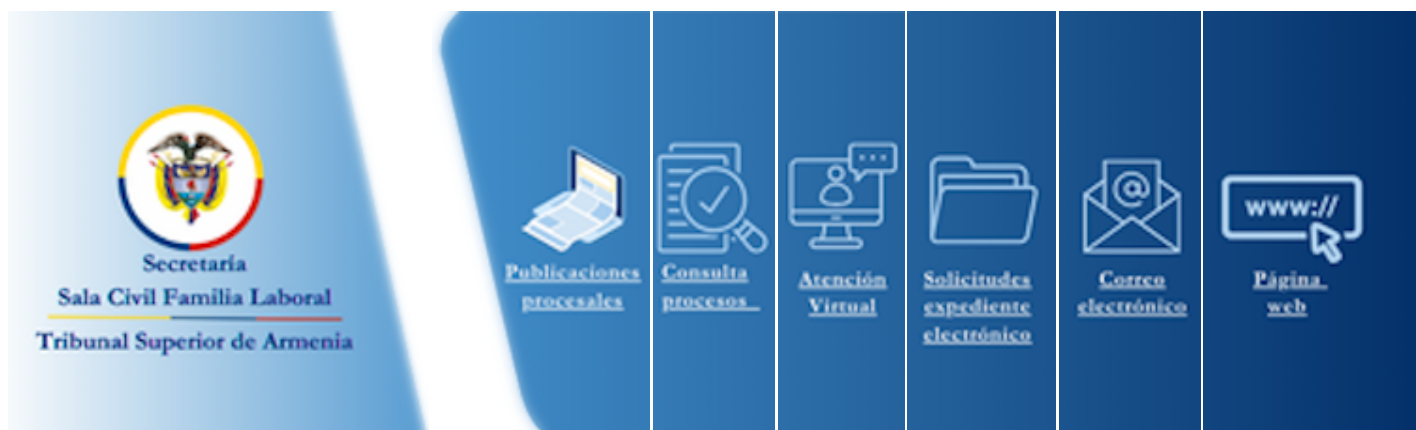 Secretaría
Sala Civil Familia Laboral
Tribunal Superior de Armenia
Publicaciones
procesales
Consulta
procesos
Atención
Virtual
Solicitudes
expediente
electrónico
@
Correo
electrónico
www://
Página
web